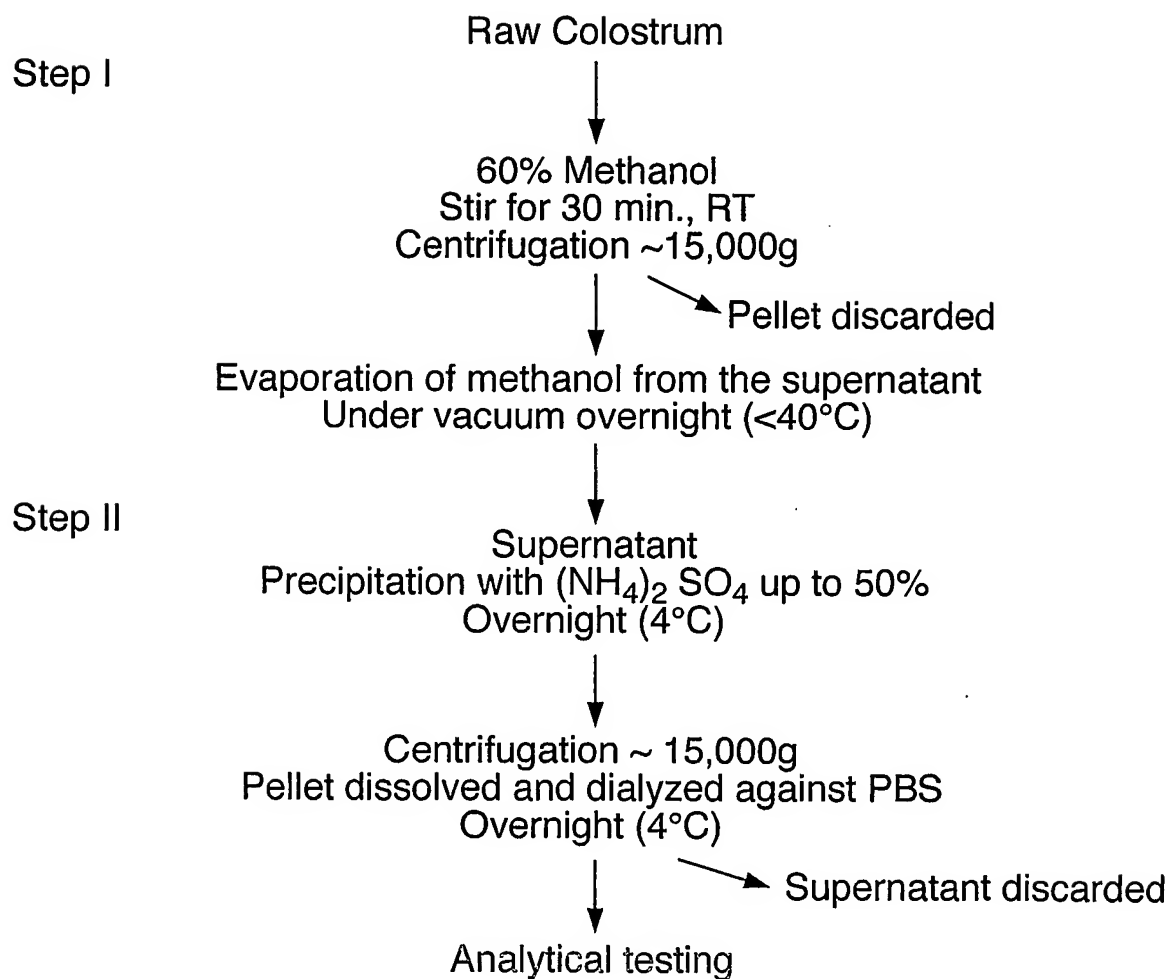 Raw Colostrum
Step I
60% Methanol
Stir for 30 min., RT
Centrifugation ~15,000g
Pellet discarded
Evaporation of methanol from the supernatant
Under vacuum overnight (<40°C)
Step II
Supernatant
Precipitation with (NH₄)₂ SO₄ up to 50%
Overnight (4°C)
Centrifugation ~ 15,000g
Pellet dissolved and dialyzed against PBS
Overnight (4°C)
Supernatant discarded
Analytical testing